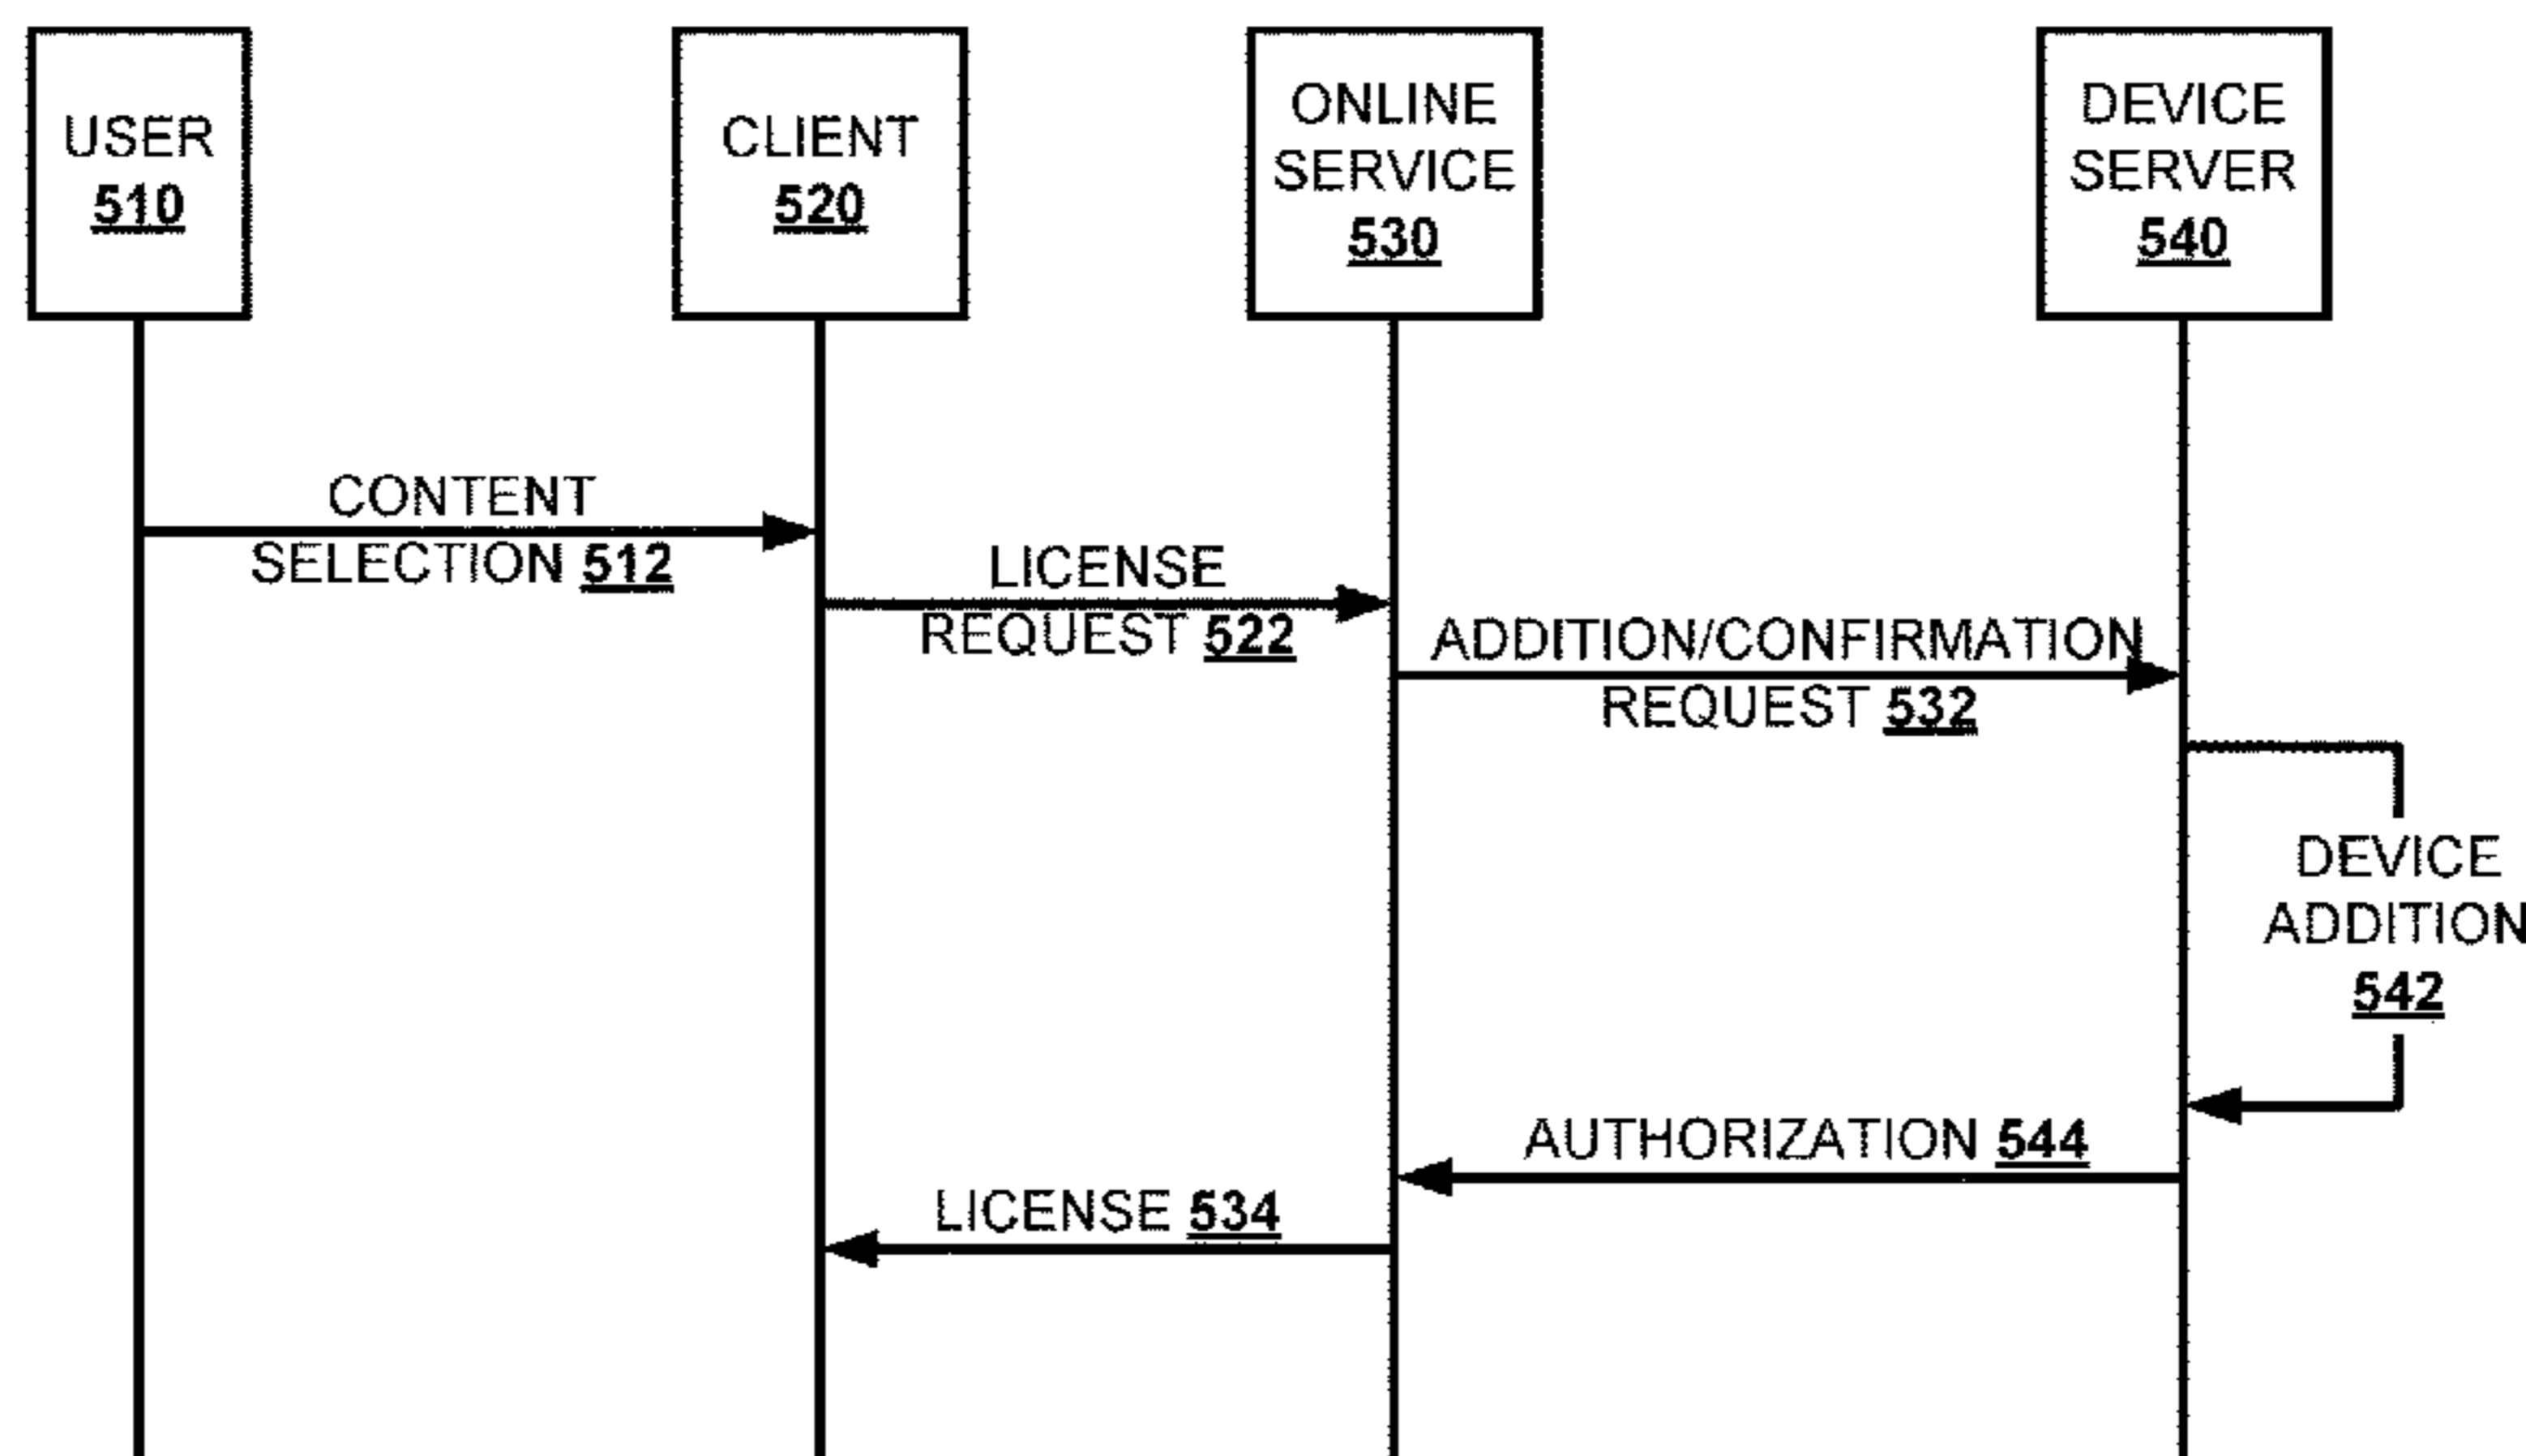 USER
510
CLIENT
520
ONLINE
SERVICE
530
DEVICE
SERVER
540
CONTENT
SELECTION 512
LICENSE
REQUEST 522
ADDITION/CONFIRMATION
REQUEST 532
DEVICE
ADDITION
542
AUTHORIZATION 544
LICENSE 534